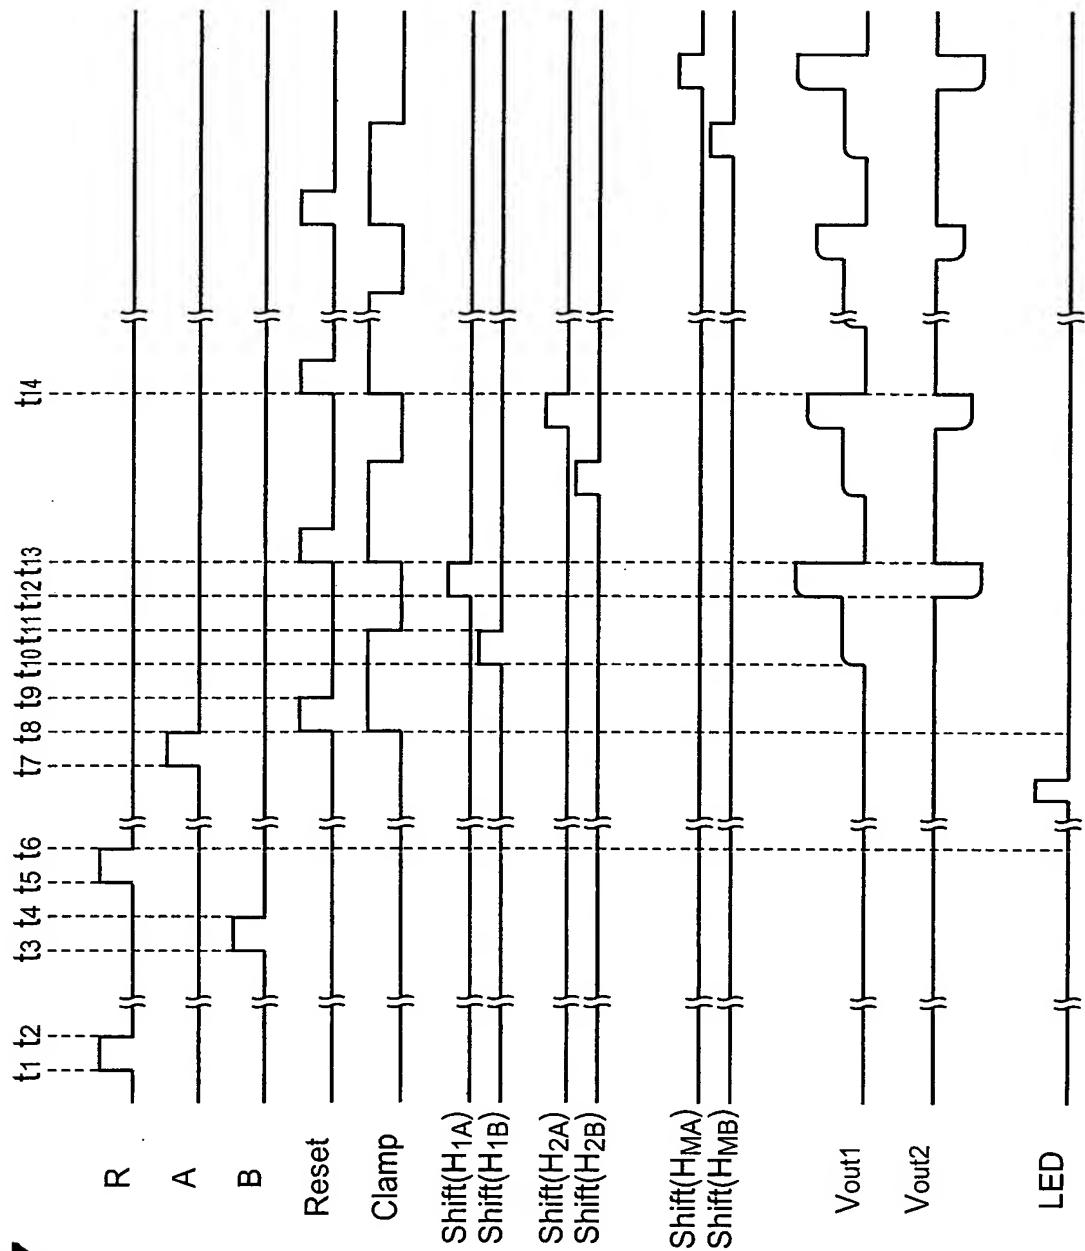 t1 t2 t3 t4 t5 t6 t7 t8 t9 t10 t11 t12 t13 t14
R
A
B
Reset
Clamp
Shift(H1A)
Shift(H1B)
Shift(H2A)
Shift(H2B)
Shift(HMA)
Shift(HMB)
Vout1
Vout2
LED